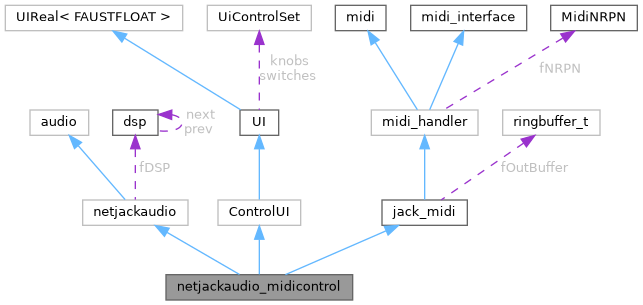 UIReal< FAUSTFLOAT >
UiControlSet
midi
midi_interface
MidiNRPN
knobs
switches
fNRPN
audio
dsp
next
prev
UI
midi_handler
ringbuffer_t
fDSP
fOutBuffer
netjackaudio
ControlUI
jack_midi
netjackaudio_midicontrol